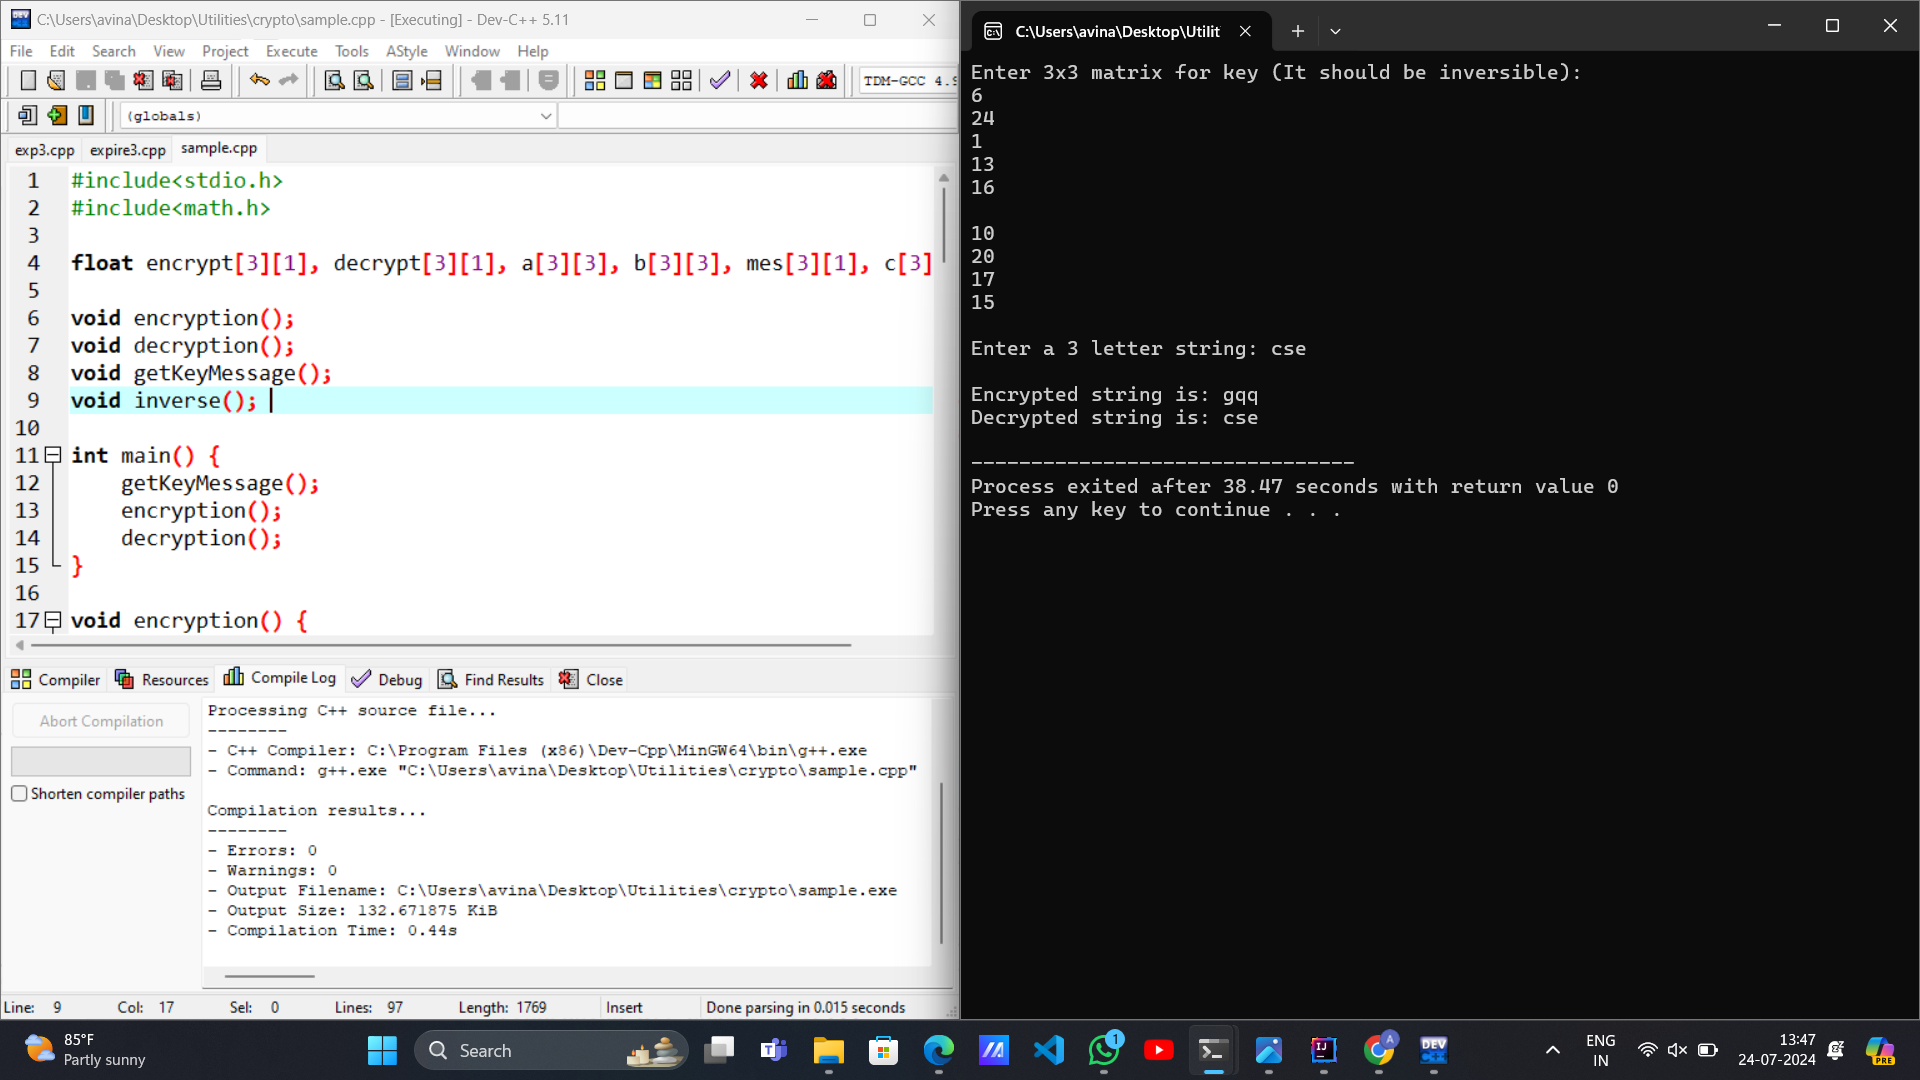 C:\Users\avina\Desktop\Utilities\crypto\sample.cpp - [Executing] - Dev-C++ 5.11
File Edit Search View Project Execute Tools AStyle Window Help
TDM-GCC 4.9
(globals)
exp3.cpp expire3.cpp sample.cpp
1 #include<stdio.h>
2 #include<math.h>
3
4 float encrypt[3][1], decrypt[3][1], a[3][3], b[3][3], mes[3][1], c[3]
5
6 void encryption();
7 void decryption();
8 void getKeyMessage();
9 void inverse();
10
11 int main() {
12 getKeyMessage();
13 encryption();
14 decryption();
15 }
16
17 void encryption() {
Compiler Resources Compile Log Debug Find Results Close
Abort Compilation
Shorten compiler paths
Processing C++ source file...
--------
- C++ Compiler: C:\Program Files (x86)\Dev-Cpp\MinGW64\bin\g++.exe
- Command: g++.exe "C:\Users\avina\Desktop\Utilities\crypto\sample.cpp"
Compilation results...
--------
- Errors: 0
- Warnings: 0
- Output Filename: C:\Users\avina\Desktop\Utilities\crypto\sample.exe
- Output Size: 132.671875 KiB
- Compilation Time: 0.44s
Line: 9 Col: 17 Sel: 0 Lines: 97 Length: 1769 Insert Done parsing in 0.015 seconds
C:\Users\avina\Desktop\Utilit
Enter 3x3 matrix for key (It should be inversible):
6
24
1
13
16
10
20
17
15
Enter a 3 letter string: cse
Encrypted string is: gqq
Decrypted string is: cse
--------------------------------
Process exited after 38.47 seconds with return value 0
Press any key to continue . . .
85°F
Partly sunny
Search
1
A
IJ
DEV
C++
ENG
IN
13:47
24-07-2024
PRE